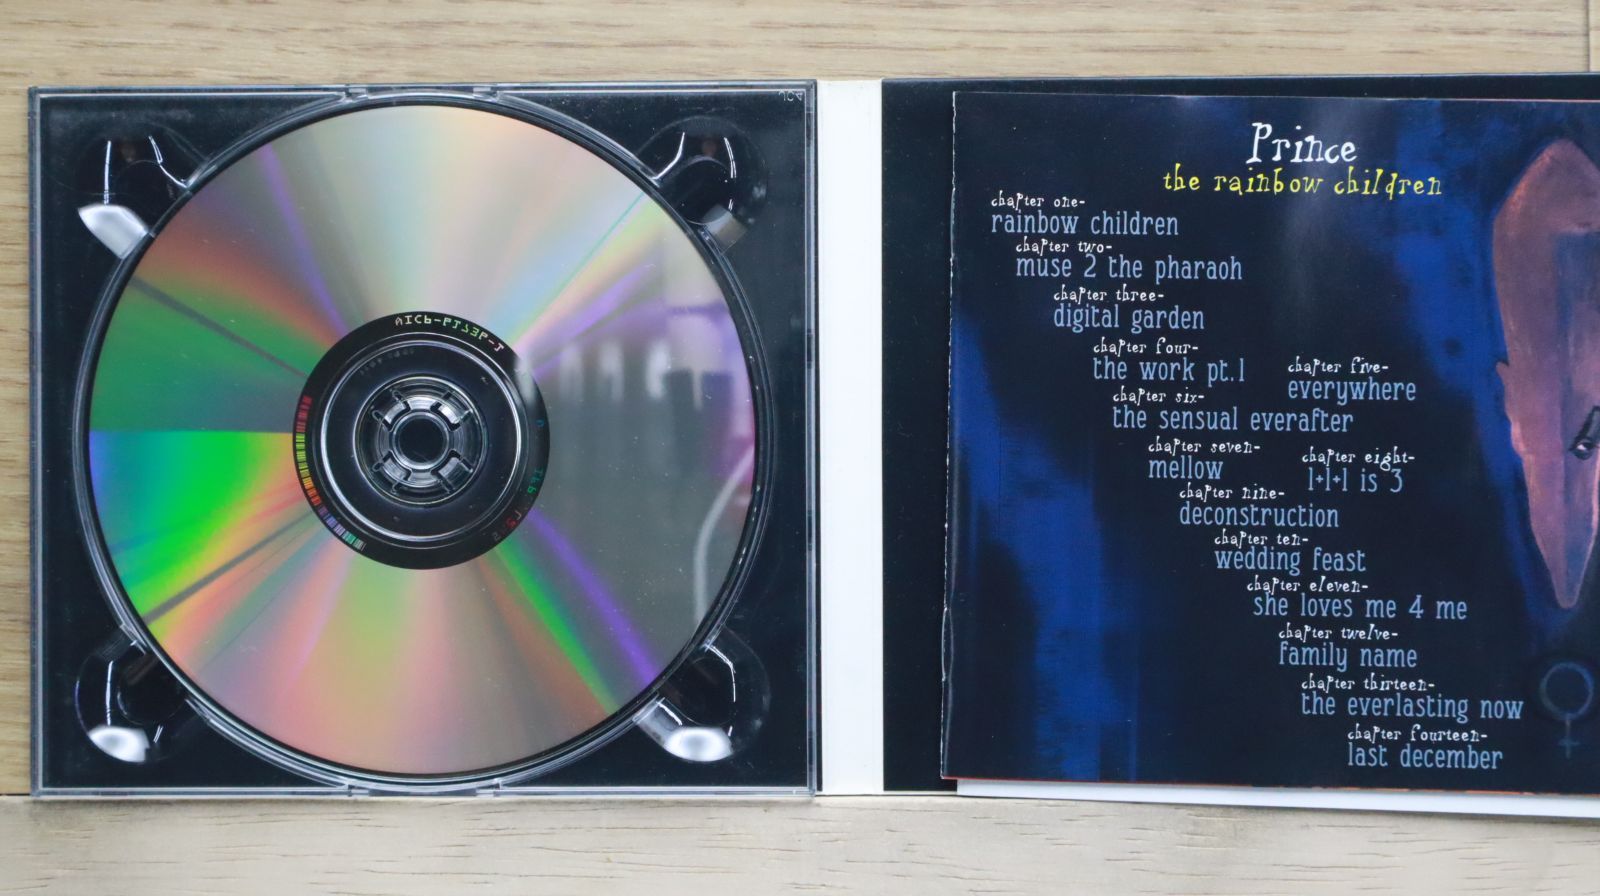 Prince
the rainbow children
chapter one-
rainbow children
chapter two-
muse 2 the pharaoh
chapter three-
digital garden
chapter four-
the work pt.1
chapter five-
everywhere
chapter six-
the sensual everafter
chapter seven-
mellow
chapter eight-
1+1+1 is 3
chapter nine-
deconstruction
chapter ten-
wedding feast
chapter eleven-
she loves me 4 me
chapter twelve-
family name
chapter thirteen-
the everlasting now
chapter fourteen-
last december